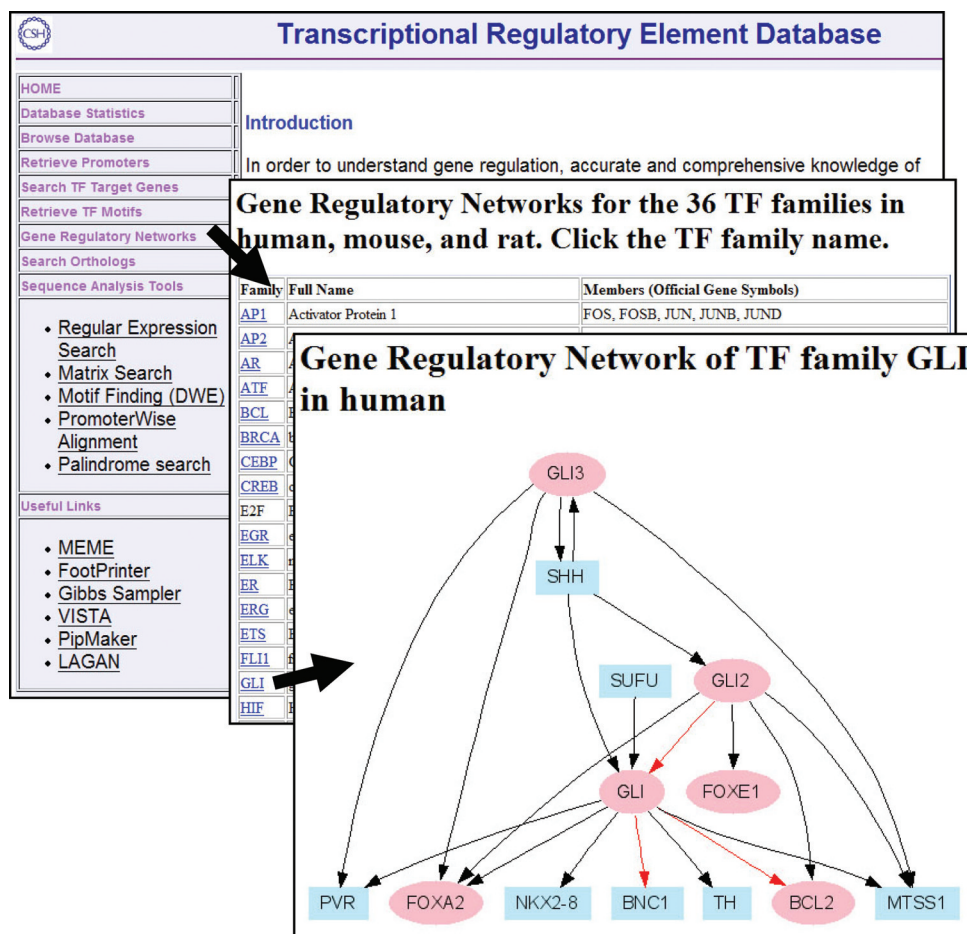 CSH
Transcriptional Regulatory Element Database
HOME
Database Statistics
Browse Database
Retrieve Promoters
Search TF Target Genes
Retrieve TF Motifs
Gene Regulatory Networks
Search Orthologs
Sequence Analysis Tools
Regular Expression
Search
Matrix Search
Motif Finding (DWE)
PromoterWise
Alignment
Palindrome search
Useful Links
MEME
FootPrinter
Gibbs Sampler
VISTA
PipMaker
LAGAN
Introduction
In order to understand gene regulation, accurate and comprehensive knowledge of
Gene Regulatory Networks for the 36 TF families in
human, mouse, and rat. Click the TF family name.
Family Full Name Members (Official Gene Symbols)
AP1 Activator Protein 1 FOS, FOSB, JUN, JUNB, JUND
AP2
AR
ATF
BCL
BRCA
CEBP
CREB
E2F
EGR
ELK
ER
ERG
ETS
FLI1
GLI
HIF
Gene Regulatory Network of TF family GLI
in human
GLI3
SHH
SUFU GLI2
GLI FOXE1
PVR FOXA2 NKX2-8 BNC1 TH BCL2 MTSS1